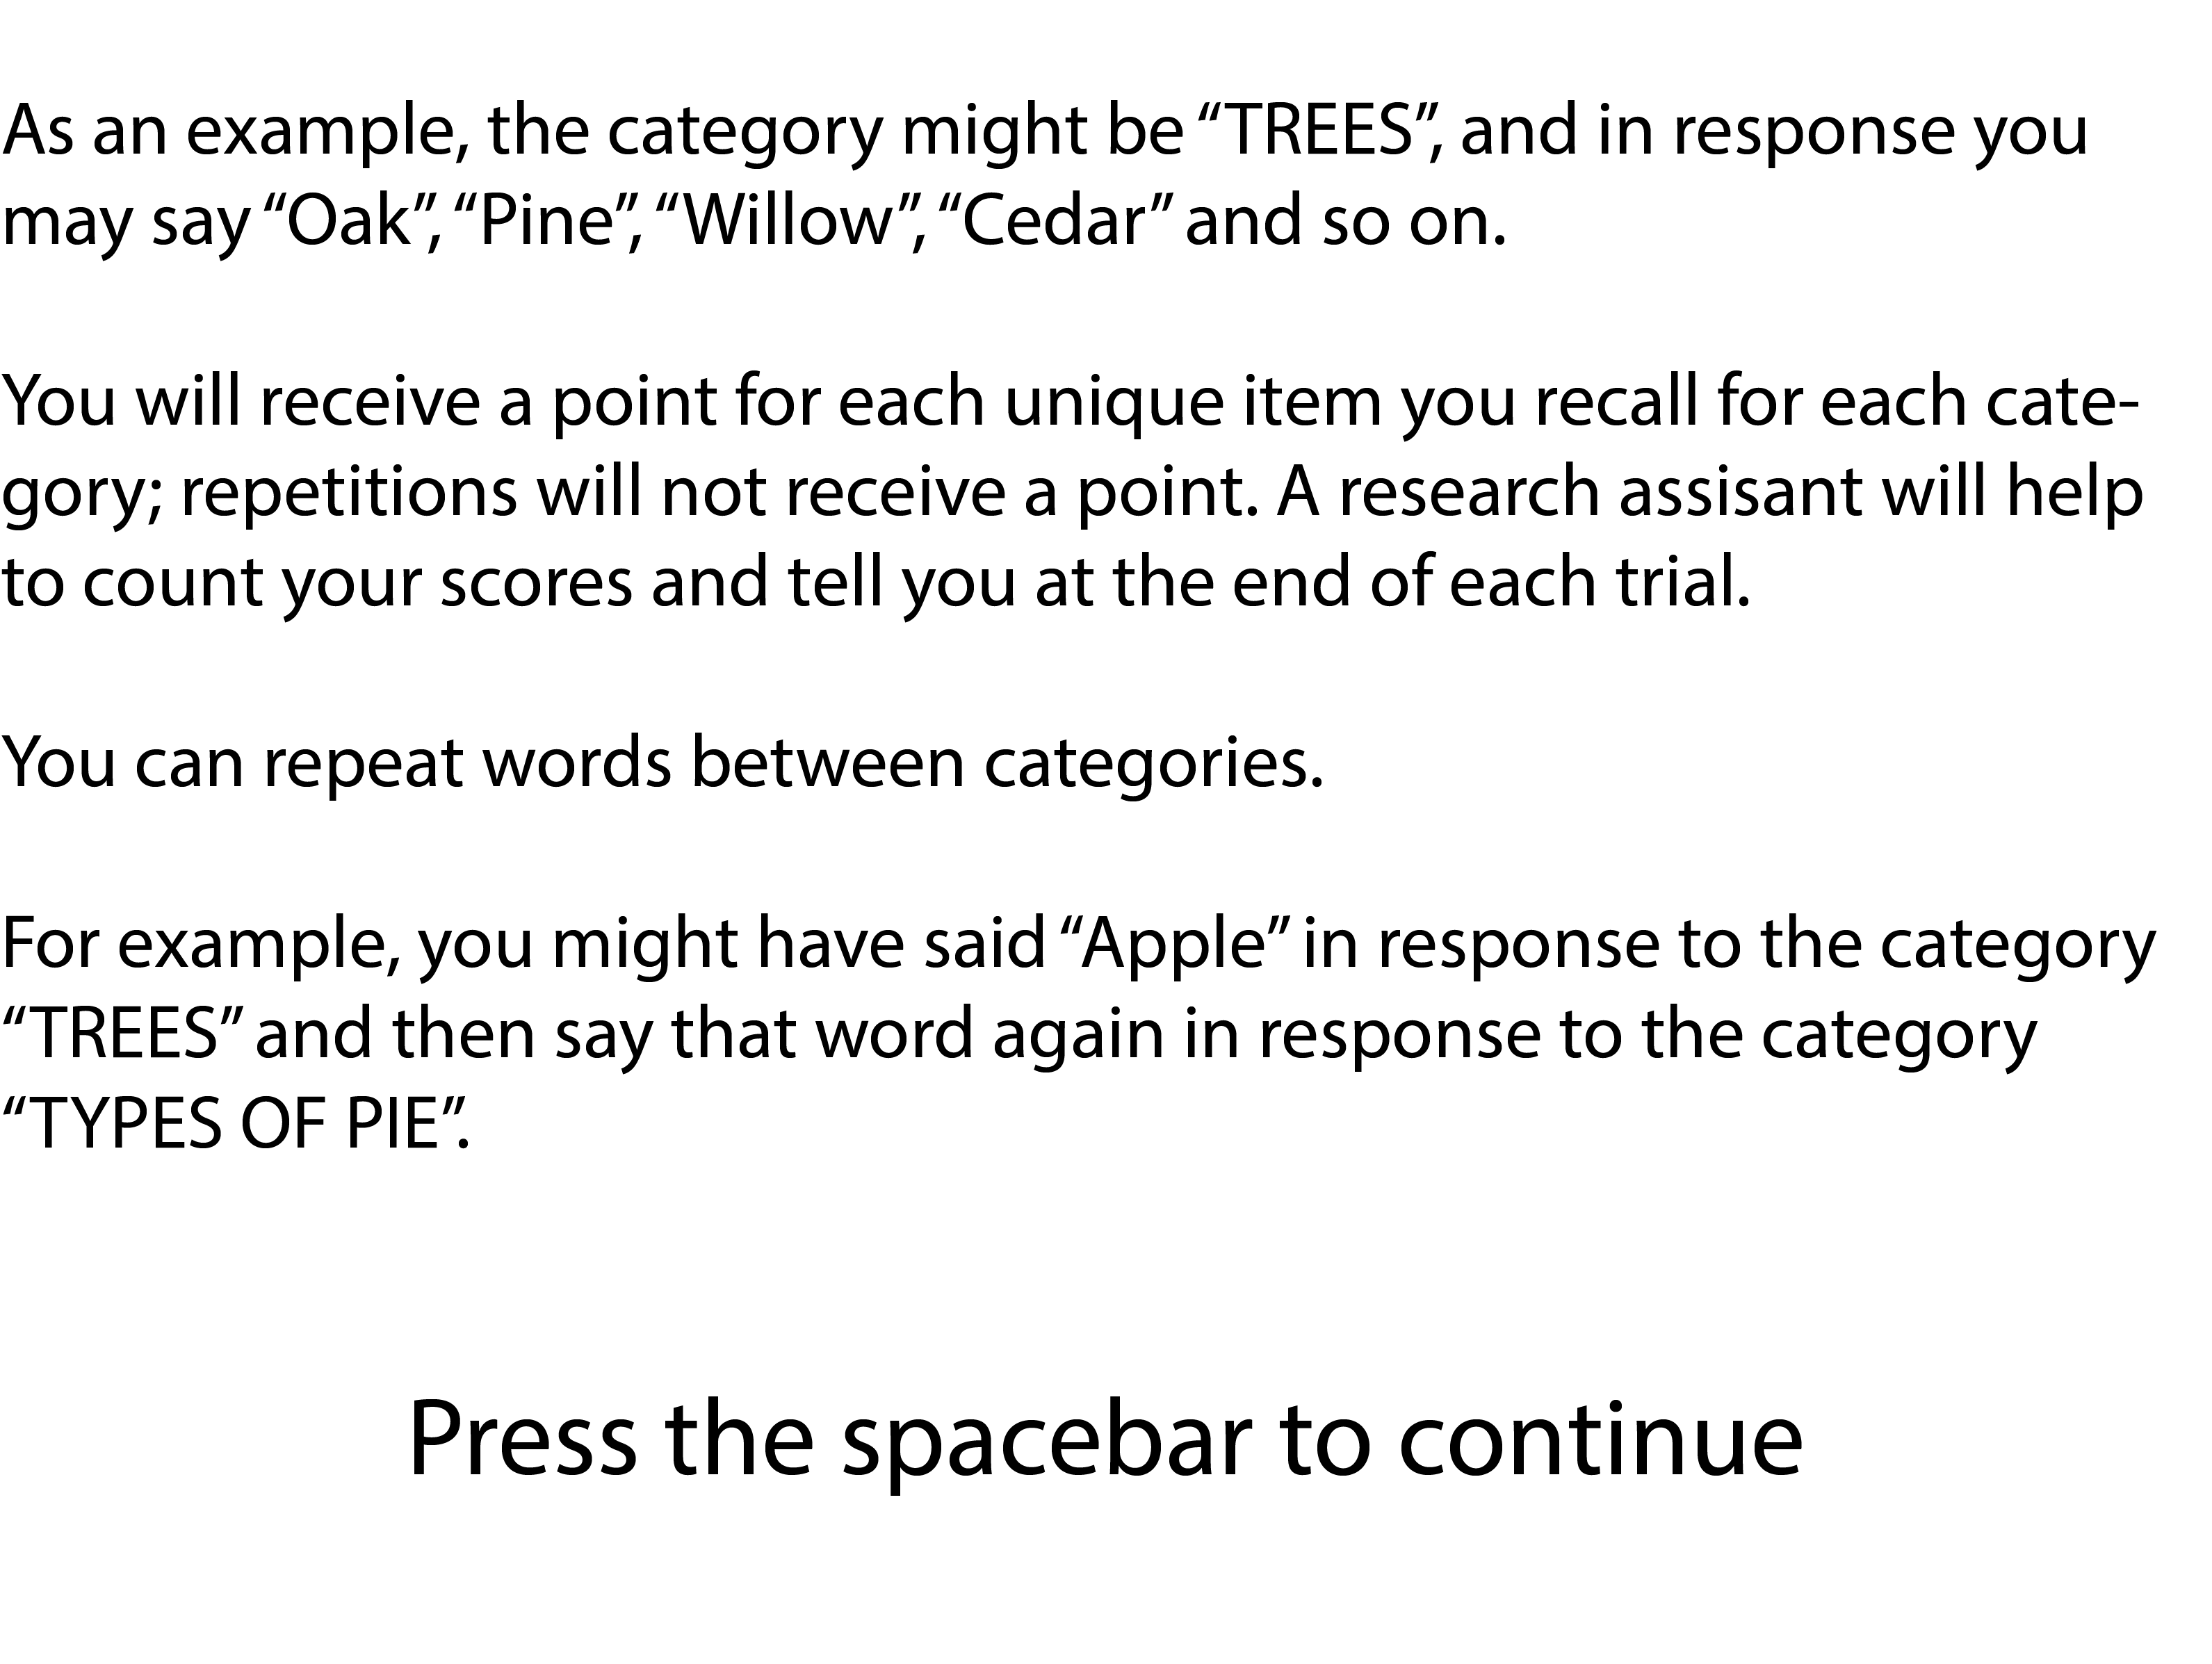 As an example, the category might be “TREES”, and in response you
may say “Oak”, “Pine”, “Willow”, “Cedar” and so on.
You will receive a point for each unique item you recall for each cate-
gory; repetitions will not receive a point. A research assisant will help
to count your scores and tell you at the end of each trial.
You can repeat words between categories.
For example, you might have said “Apple” in response to the category
“TREES” and then say that word again in response to the category
“TYPES OF PIE”.
Press the spacebar to continue